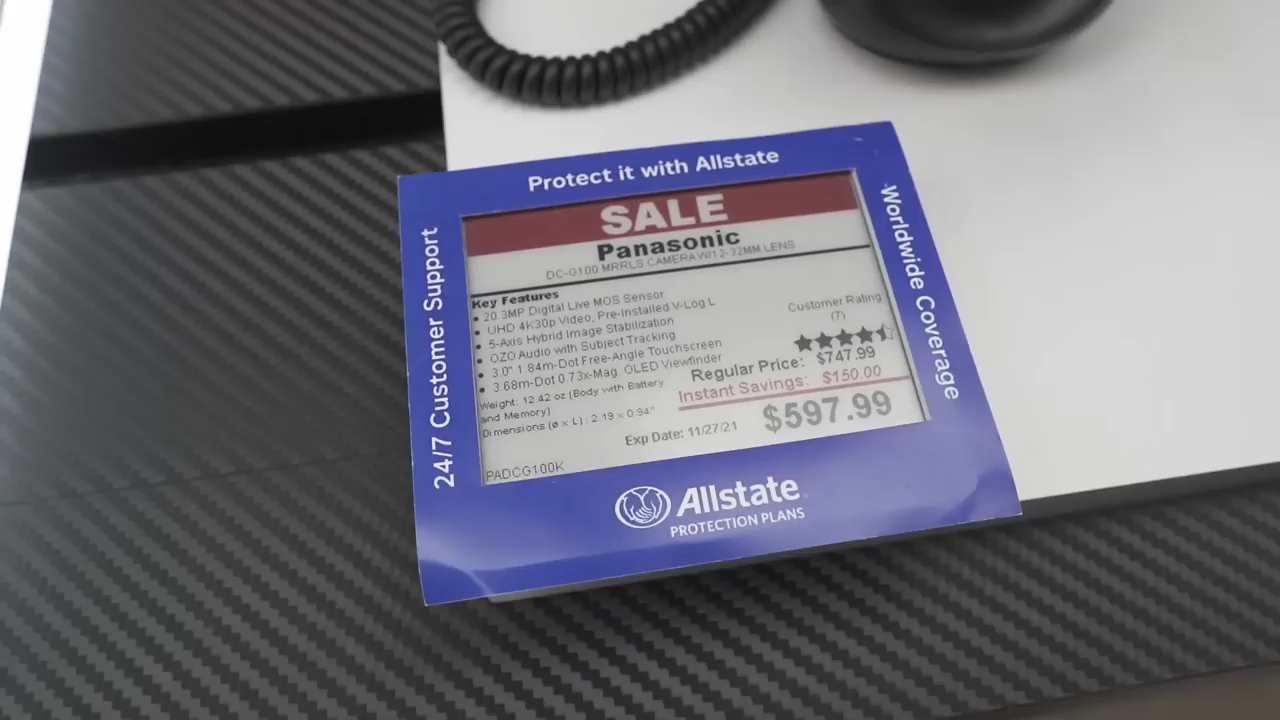 Protect it with Allstate
24/7 Customer Support
Worldwide Coverage
SALE
Panasonic
DC-G100 MRRLS CAMERAW/12-32MM LENS
Key Features
• 20.3MP Digital Live MOS Sensor
• UHD 4K30p Video, Pre-Installed V-Log L
• 5-Axis Hybrid Image Stabilization
• OZO Audio with Subject Tracking
• 3.0" 1.84m-Dot Free-Angle Touchscreen
• 3.68m-Dot 0.73x-Mag. OLED Viewfinder
Weight: 12.42 oz (Body with Battery
and Memory)
Dimensions (ø x L): 2.19 x 0.94"
Customer Rating
(7)
Regular Price: $747.99
Instant Savings: $150.00
$597.99
Exp Date: 11/27/21
PADCG100K
Allstate
PROTECTION PLANS